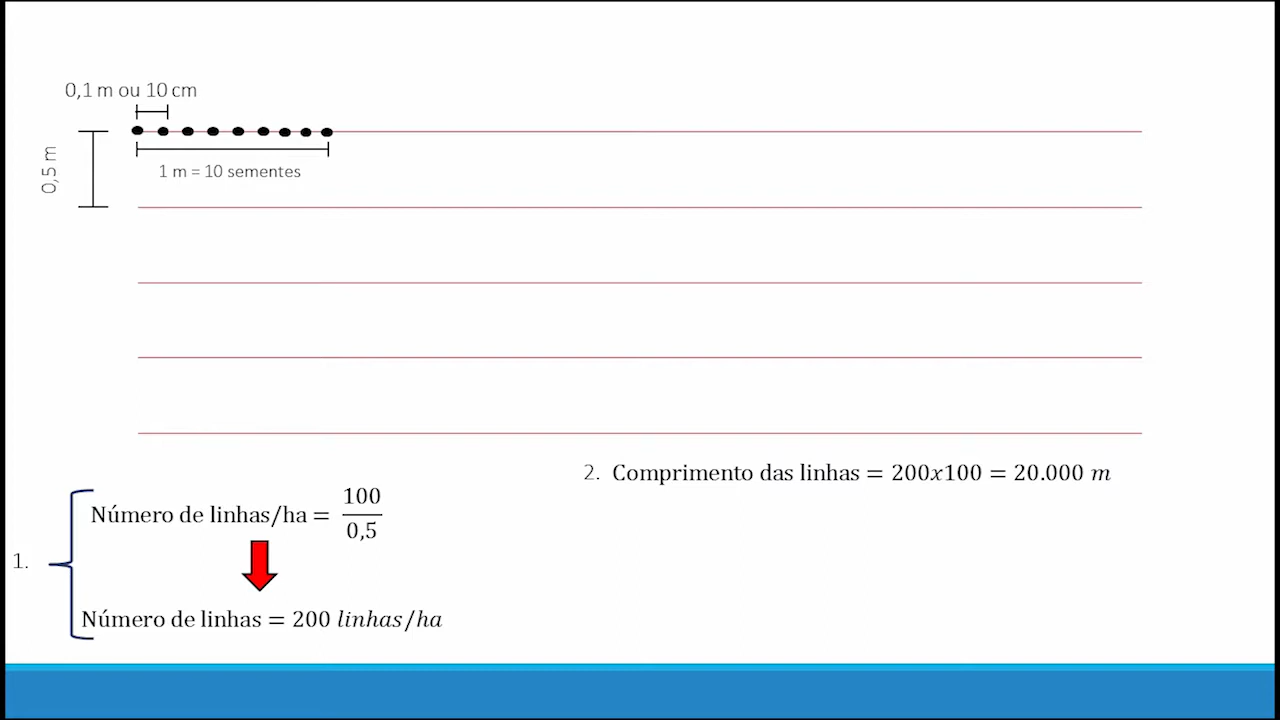 0,1 m ou 10 cm
0,5 m
1 m = 10 sementes
2. Comprimento das linhas = 200x100 = 20.000 m
1.
Número de linhas/ha = 100/0,5
Número de linhas = 200 linhas/ha